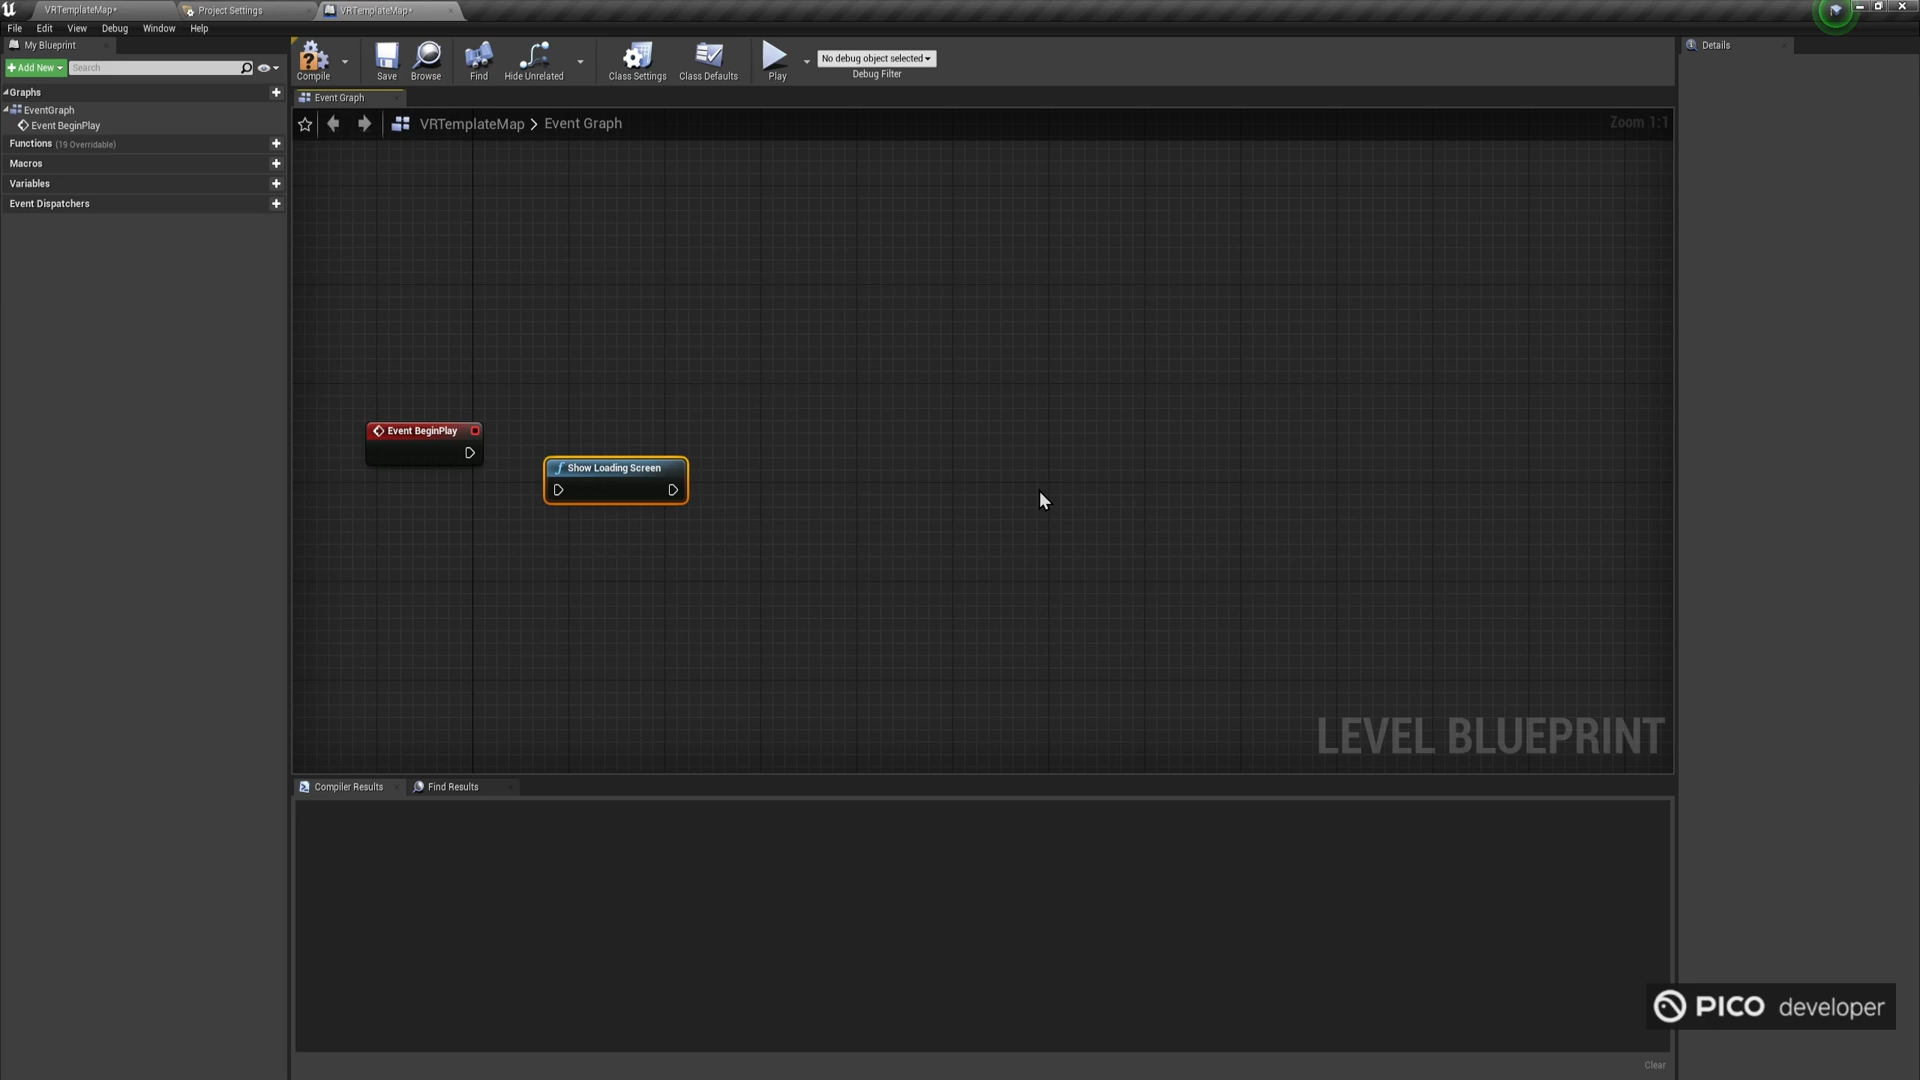 VRTemplateMap*
Project Settings
VRTemplateMap*
File Edit View Debug Window Help
My Blueprint
Details
Add New
Search
Compile
Save
Browse
Find
Hide Unrelated
Class Settings
Class Defaults
Play
No debug object selected
Debug Filter
Graphs
EventGraph
Event BeginPlay
Functions (19 Overridable)
Macros
Variables
Event Dispatchers
Event Graph
VRTemplateMap > Event Graph
Zoom 1:1
Event BeginPlay
f Show Loading Screen
LEVEL BLUEPRINT
Compiler Results
Find Results
PICO developer
Clear